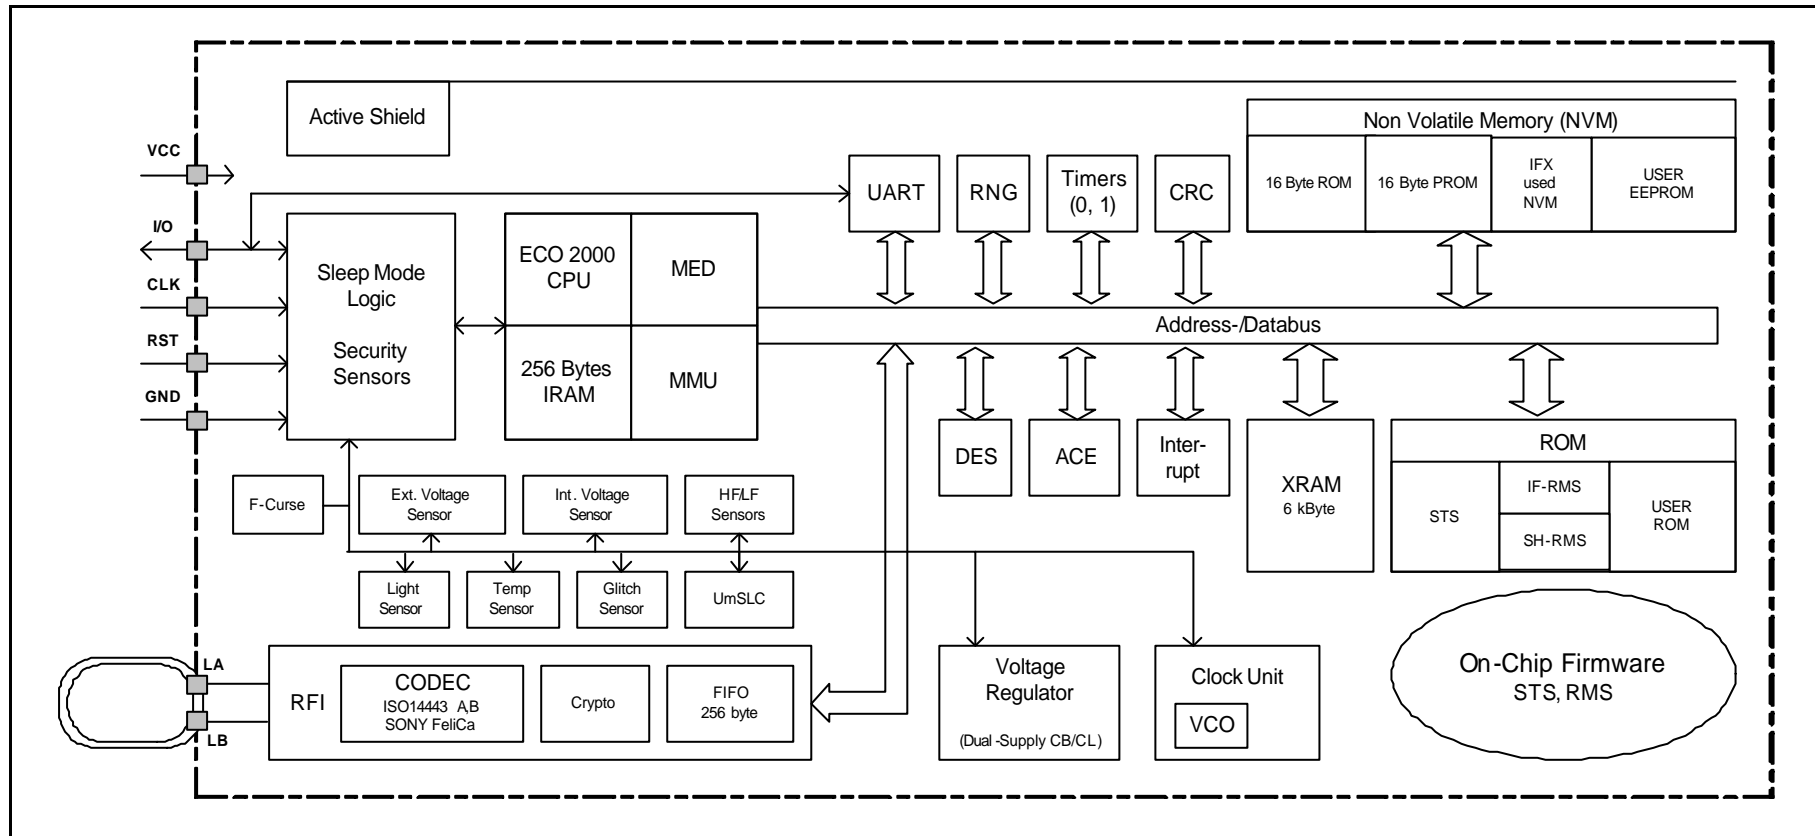 Active Shield
VCC
I/O
CLK
RST
GND
Sleep Mode
Logic
Security
Sensors
ECO 2000
CPU
MED
256 Bytes
IRAM
MMU
UART
RNG
Timers
(0, 1)
CRC
Non Volatile Memory (NVM)
16 Byte ROM
16 Byte PROM
IFX
used
NVM
USER
EEPROM
Address-/Databus
DES
ACE
Inter-
rupt
XRAM
6 kByte
ROM
STS
IF-RMS
SH-RMS
USER
ROM
F-Curse
Ext. Voltage
Sensor
Int. Voltage
Sensor
HF/LF
Sensors
Light
Sensor
Temp
Sensor
Glitch
Sensor
UmSLC
LA
LB
RFI
CODEC
ISO14443 A,B
SONY FeliCa
Crypto
FIFO
256 byte
Voltage
Regulator
(Dual-Supply CB/CL)
Clock Unit
VCO
On-Chip Firmware
STS, RMS